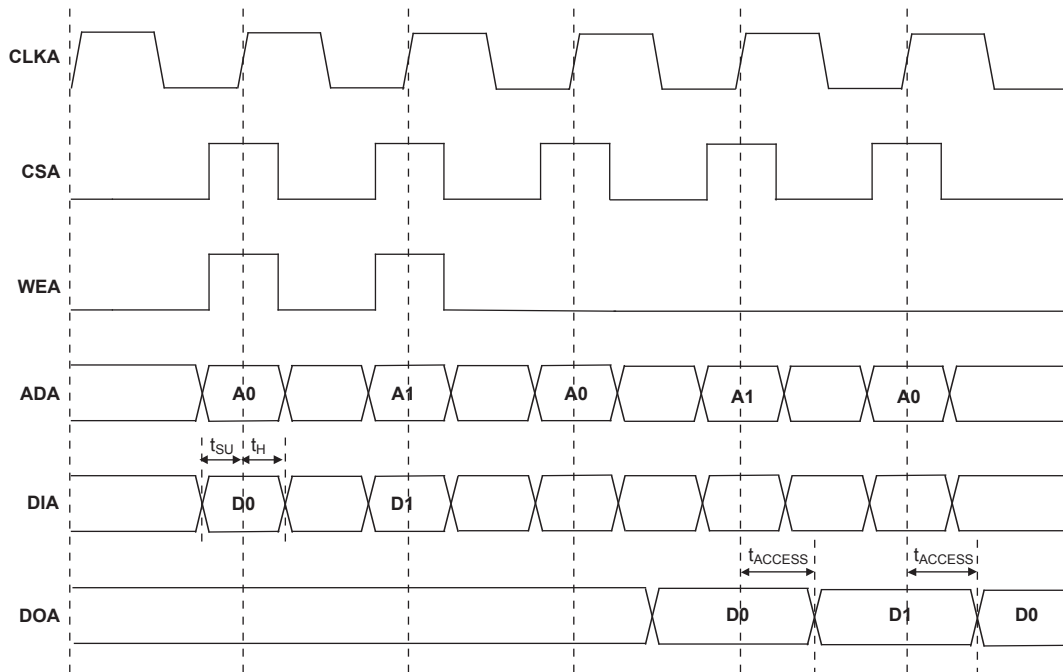 CLKA
CSA
WEA
ADA
A0
A1
A0
A1
A0
tSU
tH
DIA
D0
D1
tACCESS
tACCESS
DOA
D0
D1
D0